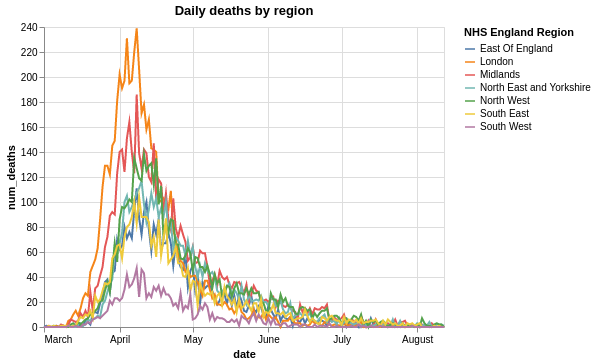 Daily deaths by region
240
220
200
180
160
140
120
100
80
60
40
20
0
num_deaths
March April May June July August
date
NHS England Region
East Of England
London
Midlands
North East and Yorkshire
North West
South East
South West